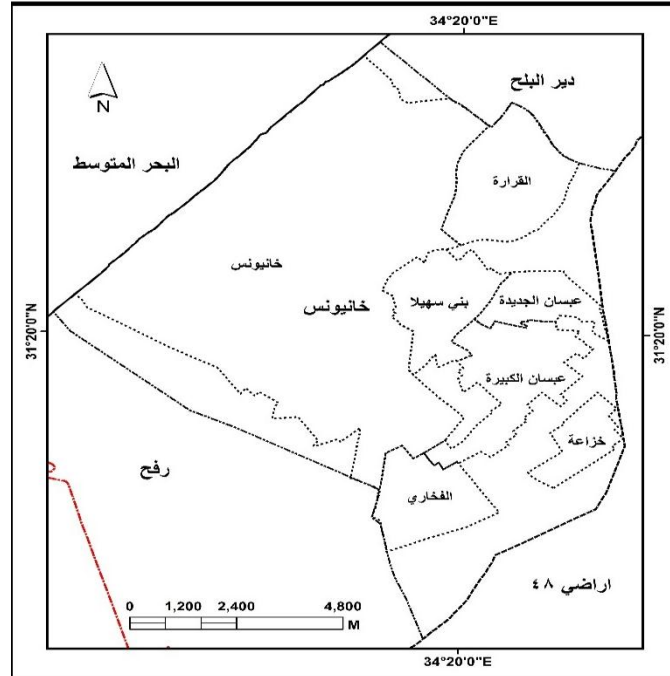 34°20'0"E
دير البلح
N
البحر المتوسط
القرارة
خانيونس
خانيونس
بني سهيلا
عبسان الجديدة
31°20'0"N
31°20'0"N
عبسان الكبيرة
خزاعة
رفح
الفخاري
اراضي ٤٨
0 1,200 2,400 4,800
M
34°20'0"E